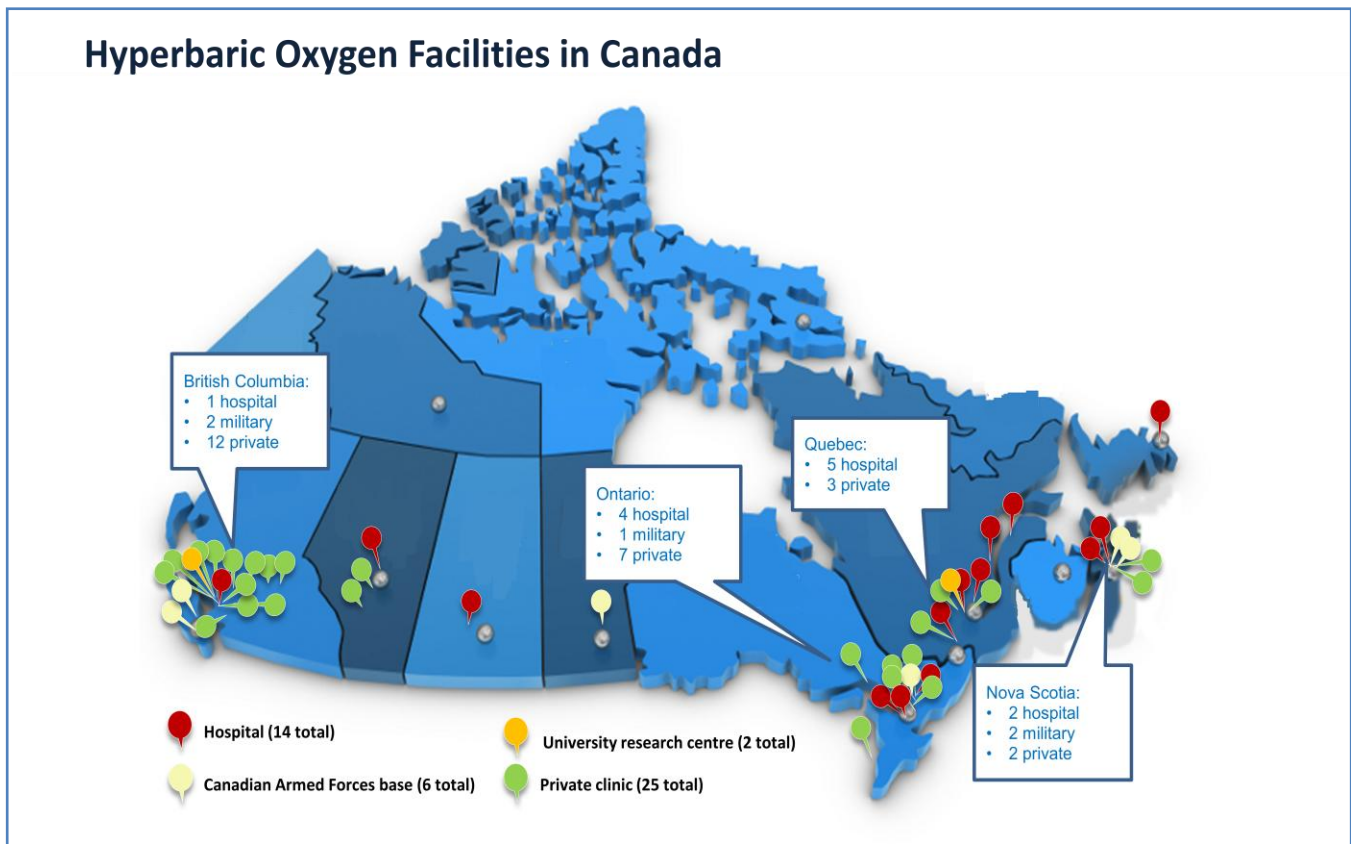 Hyperbaric Oxygen Facilities in Canada
British Columbia:
• 1 hospital
• 2 military
• 12 private
Quebec:
• 5 hospital
• 3 private
Ontario:
• 4 hospital
• 1 military
• 7 private
Nova Scotia:
• 2 hospital
• 2 military
• 2 private
Hospital (14 total)
University research centre (2 total)
Canadian Armed Forces base (6 total)
Private clinic (25 total)